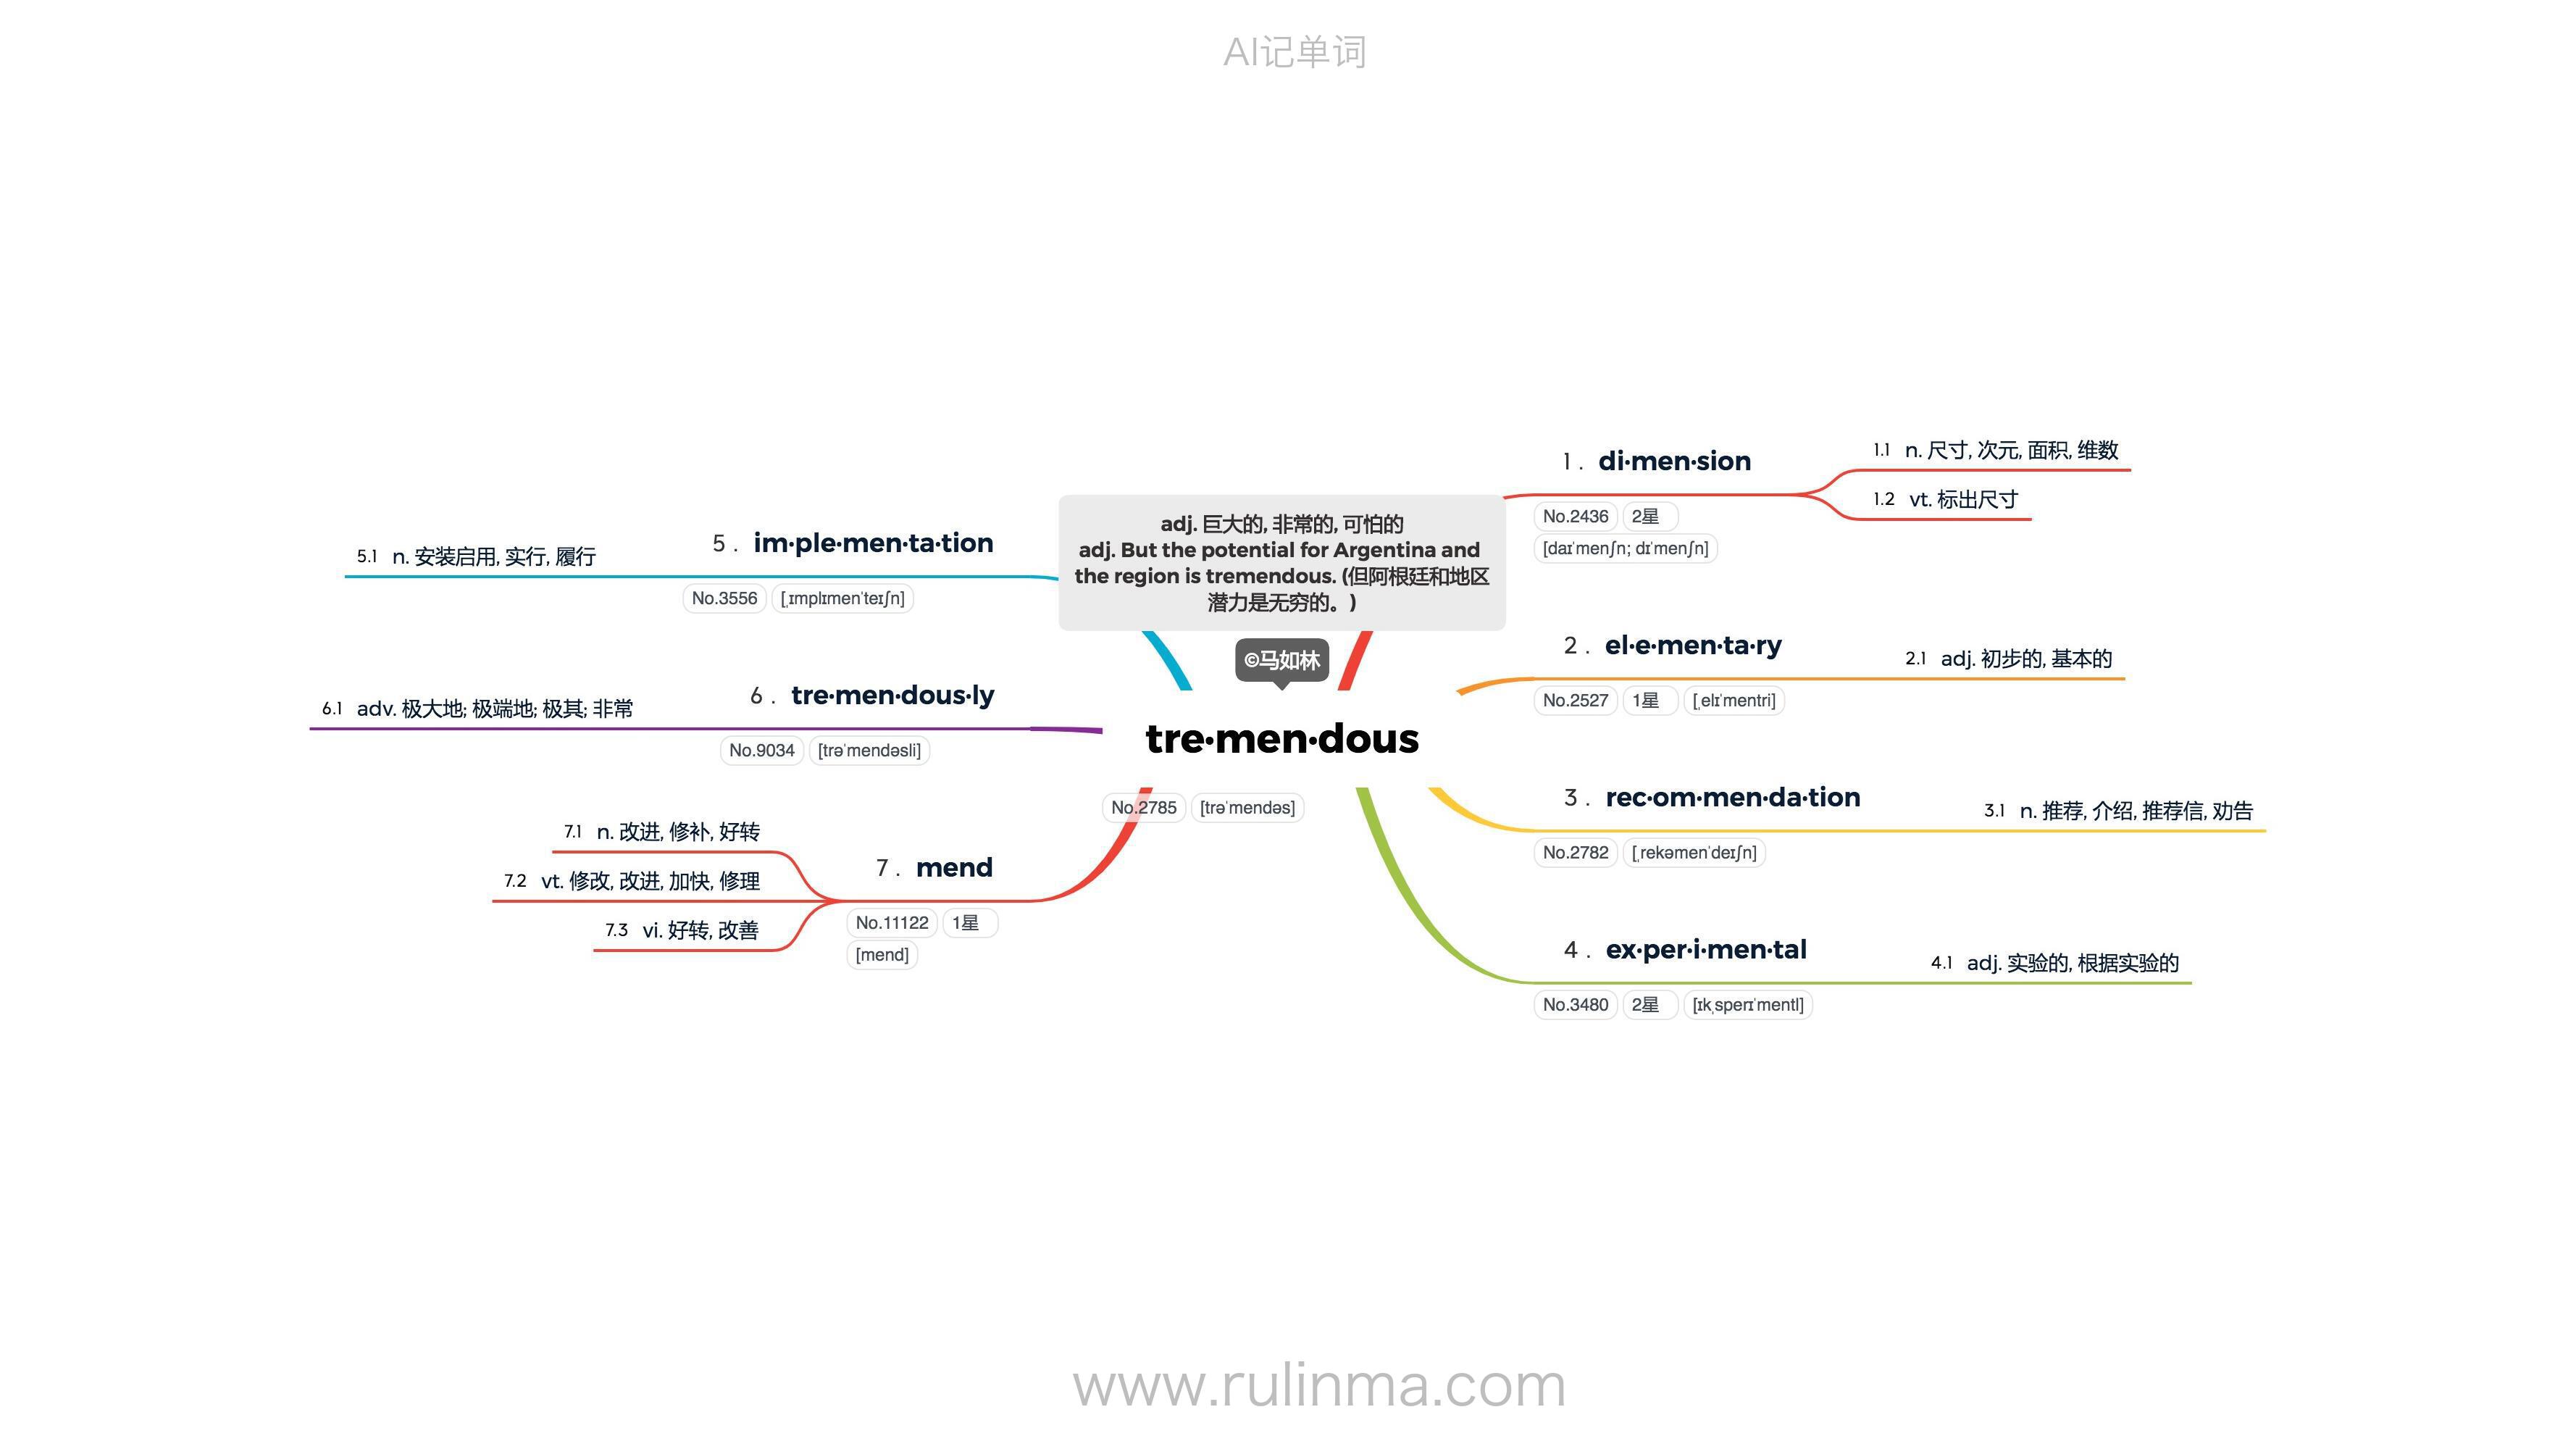 AI记单词
adj. 巨大的, 非常的, 可怕的
adj. But the potential for Argentina and
the region is tremendous. (但阿根廷和地区
潜力是无穷的。)
©马如林
tre·men·dous
No.2785 [trəˈmendəs]
1 . di·men·sion
No.2436 2星
[daɪˈmenʃn; dɪˈmenʃn]
1.1 n. 尺寸, 次元, 面积, 维数
1.2 vt. 标出尺寸
2 . el·e·men·ta·ry
No.2527 1星 [ˌelɪˈmentri]
2.1 adj. 初步的, 基本的
3 . rec·om·men·da·tion
No.2782 [ˌrekəmenˈdeɪʃn]
3.1 n. 推荐, 介绍, 推荐信, 劝告
4 . ex·per·i·men·tal
No.3480 2星 [ɪkˌsperɪˈmentl]
4.1 adj. 实验的, 根据实验的
5 . im·ple·men·ta·tion
No.3556 [ˌɪmplɪmenˈteɪʃn]
5.1 n. 安装启用, 实行, 履行
6 . tre·men·dous·ly
No.9034 [trəˈmendəsli]
6.1 adv. 极大地; 极端地; 极其; 非常
7 . mend
No.11122 1星
[mend]
7.1 n. 改进, 修补, 好转
7.2 vt. 修改, 改进, 加快, 修理
7.3 vi. 好转, 改善
www.rulinma.com